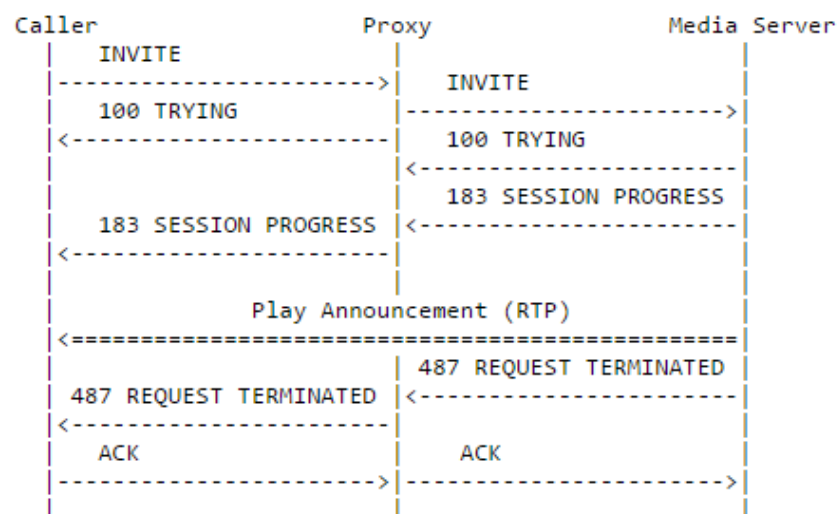 Caller Proxy Media Server
INVITE
INVITE
100 TRYING
100 TRYING
183 SESSION PROGRESS
183 SESSION PROGRESS
Play Announcement (RTP)
487 REQUEST TERMINATED
487 REQUEST TERMINATED
ACK ACK